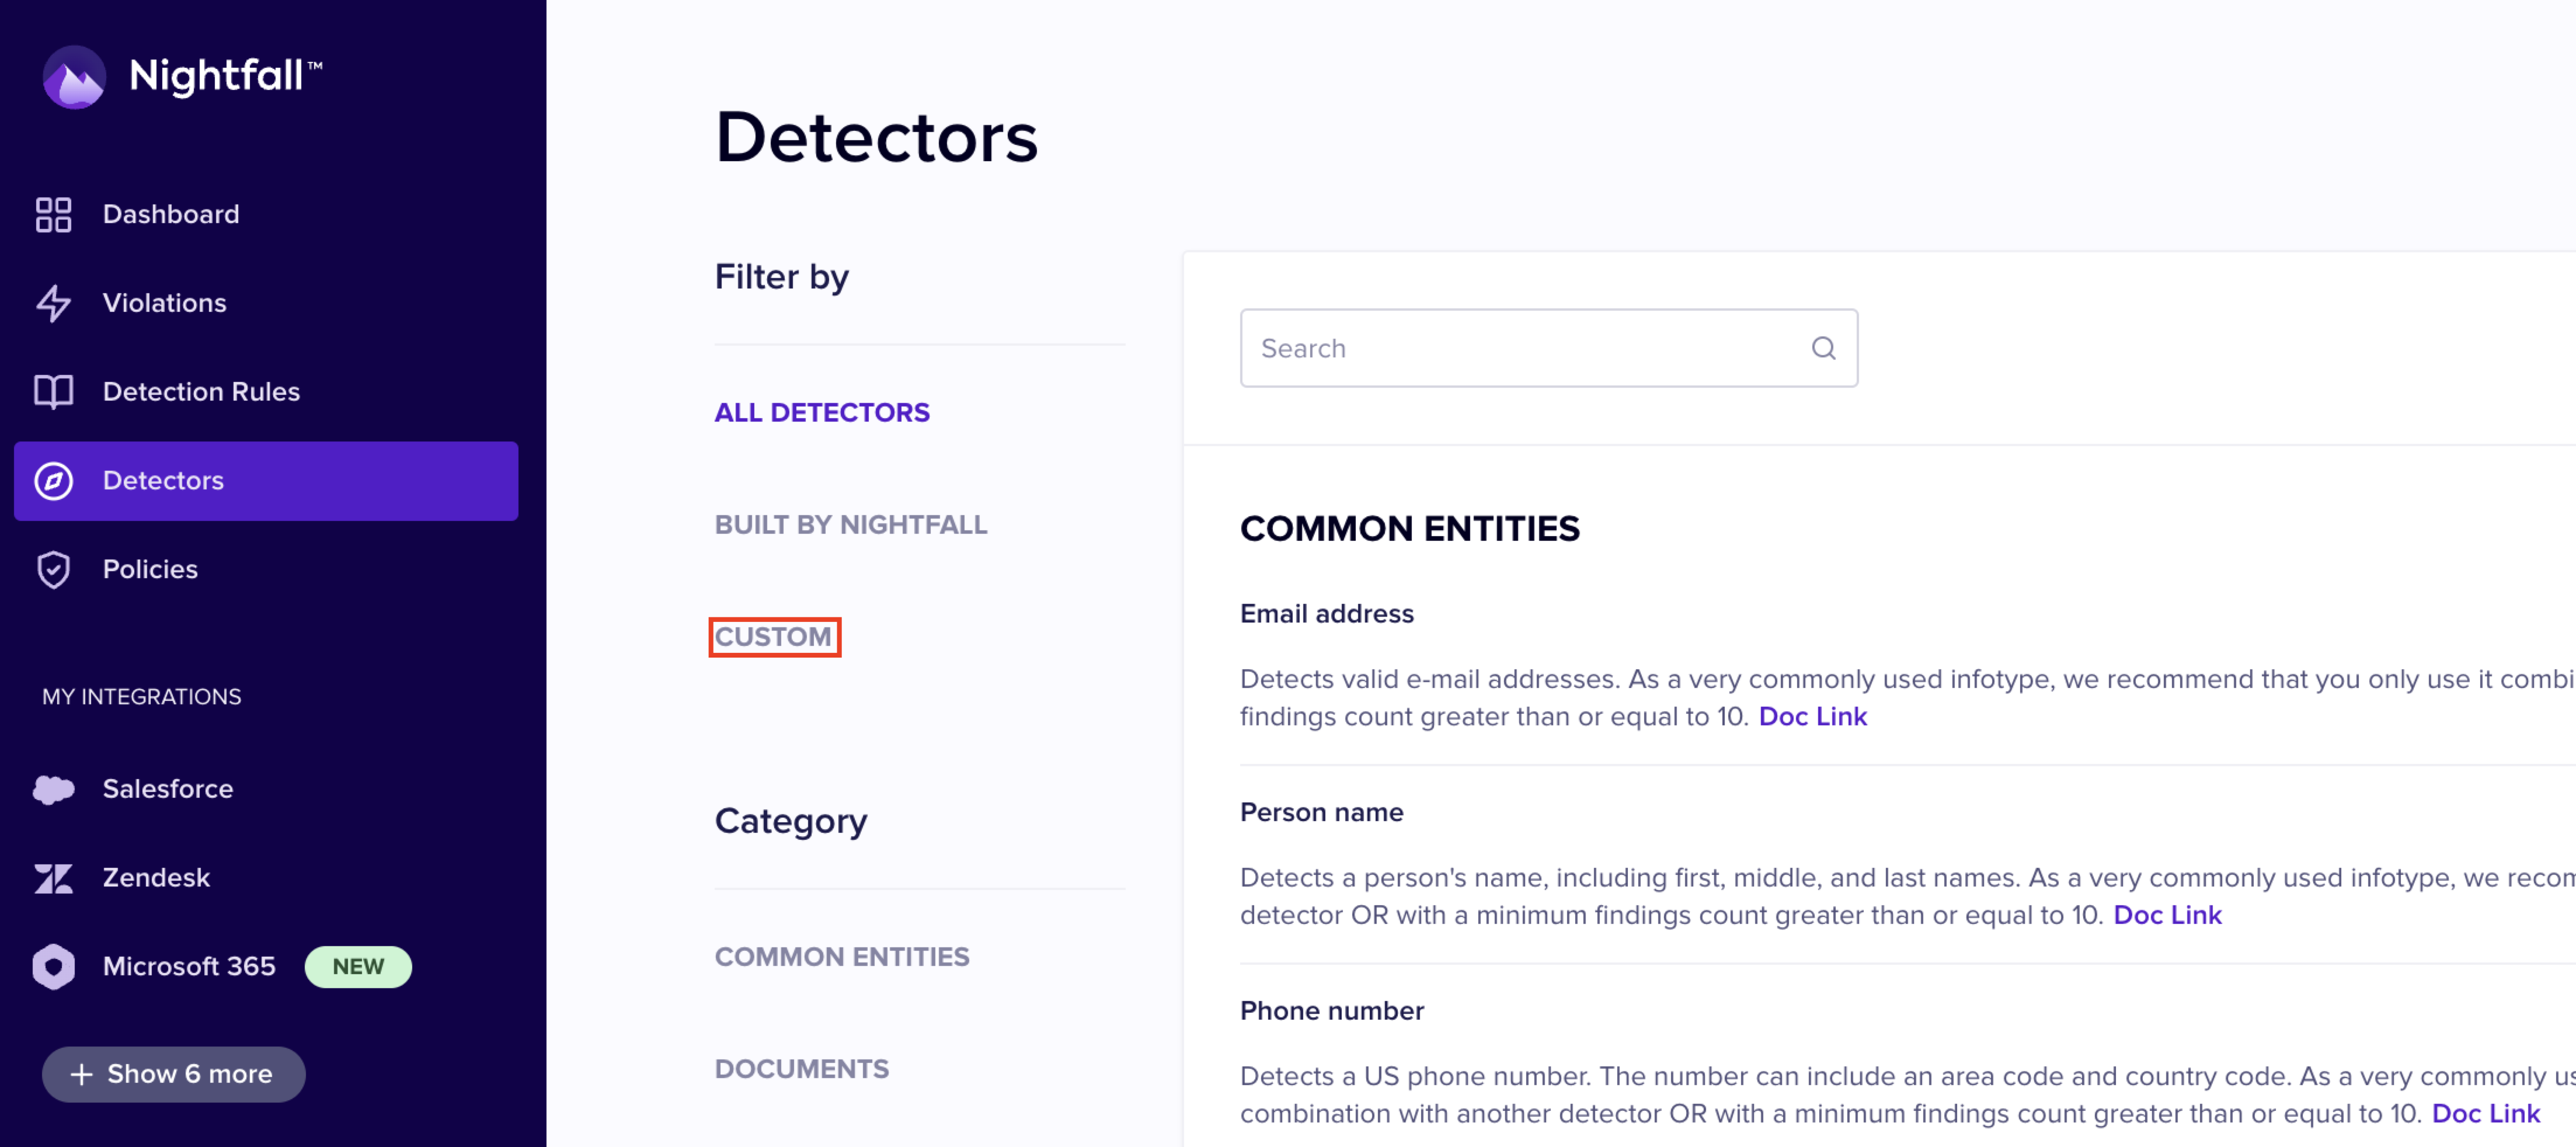 Nightfall™
Dashboard
Violations
Detection Rules
Detectors
Policies
MY INTEGRATIONS
Salesforce
Zendesk
Microsoft 365 NEW
+ Show 6 more
Detectors
Filter by
ALL DETECTORS
BUILT BY NIGHTFALL
CUSTOM
Category
COMMON ENTITIES
DOCUMENTS
Search
COMMON ENTITIES
Email address
Detects valid e-mail addresses. As a very commonly used infotype, we recommend that you only use it combi
findings count greater than or equal to 10. Doc Link
Person name
Detects a person's name, including first, middle, and last names. As a very commonly used infotype, we recom
detector OR with a minimum findings count greater than or equal to 10. Doc Link
Phone number
Detects a US phone number. The number can include an area code and country code. As a very commonly us
combination with another detector OR with a minimum findings count greater than or equal to 10. Doc Link